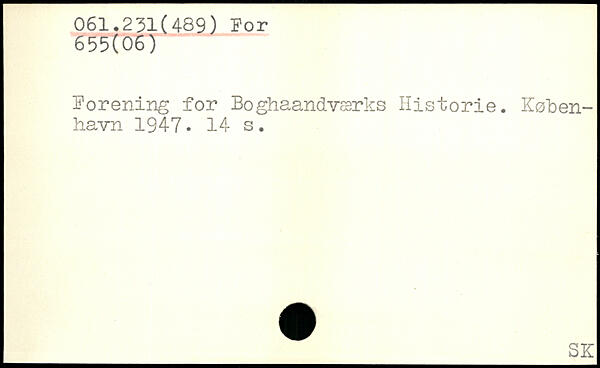 061.231(489) For
655(06)
Forening for Boghaandværks Historie. Køben-
havn 1947. 14 s.
SK